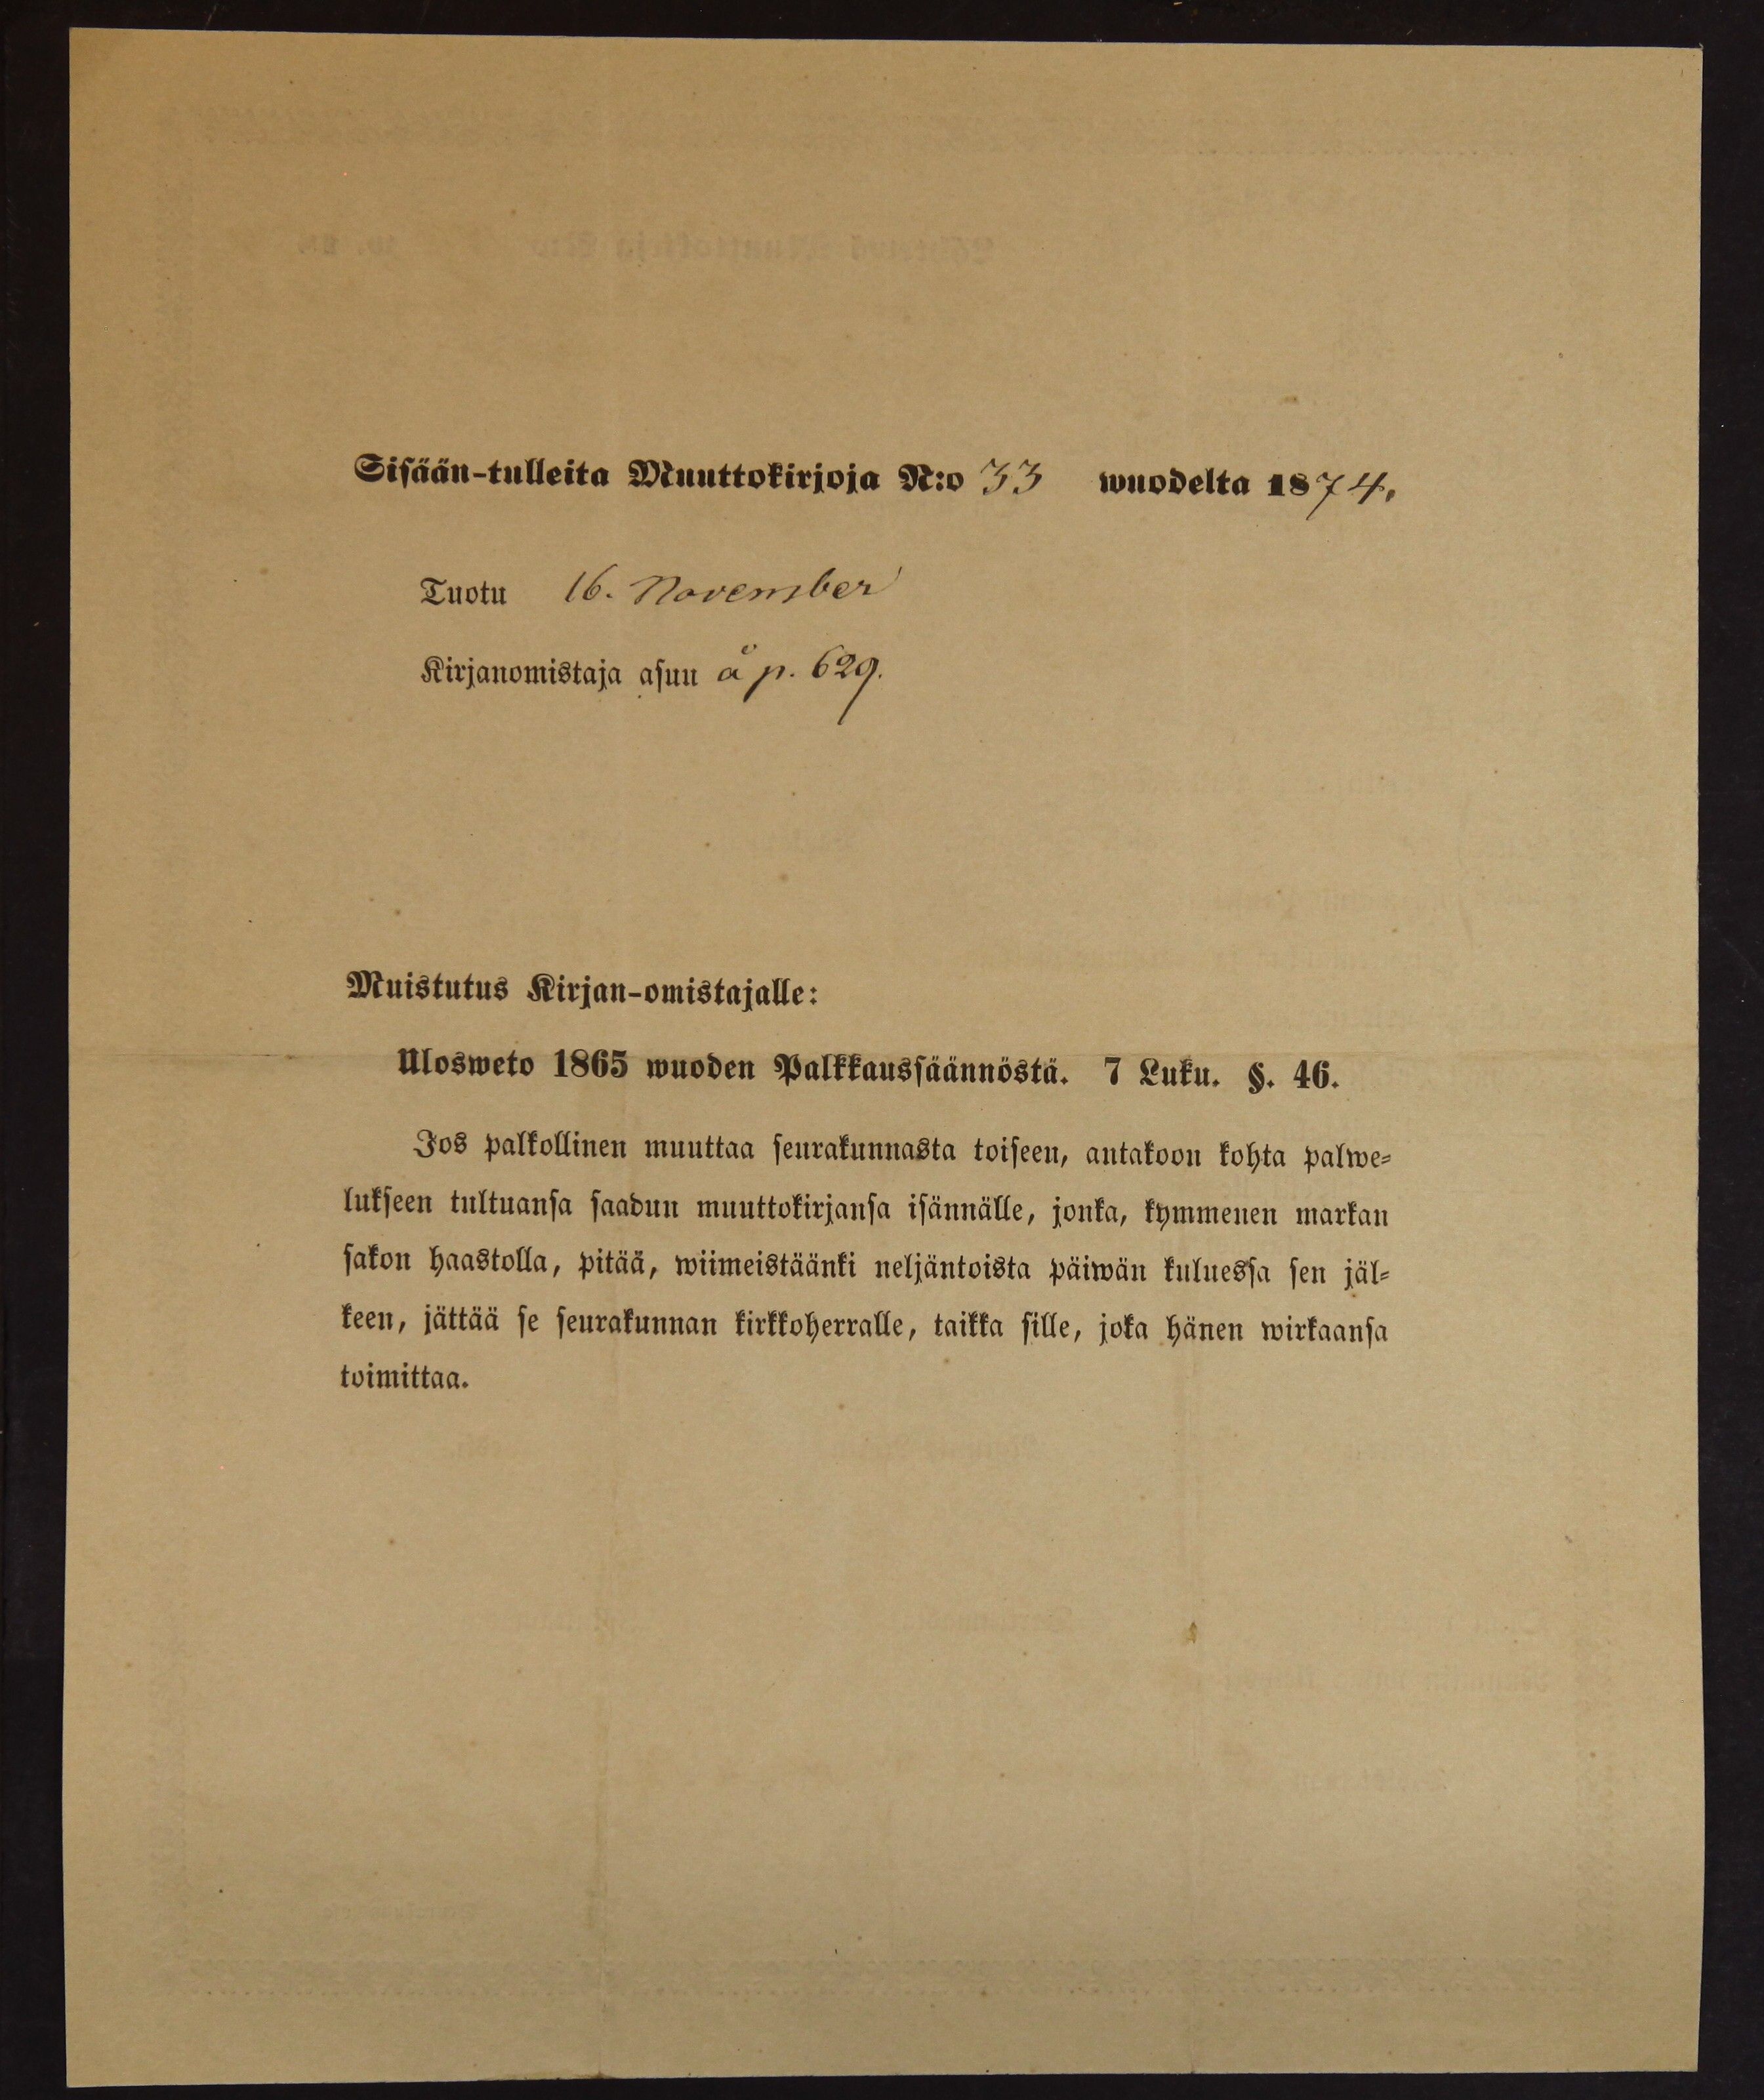 Sisään-tulleita Muuttokirjoja N:o 33 wuodelta 1874.
Tuotu 16. November
Kirjanomistaja asuu å p. 629.
Muistutus Kirjan-omistajalle:
Ulosweto 1865 wuoden Palkkaussäännöstä. 7 Luku. §. 46.
Jos palkollinen muuttaa seurakunnasta toiseen, antakoon kohta palwe-
lukseen tultuansa saadun muuttokirjansa isännälle, jonka, kymmenen markan
sakon haastolla, pitää, wiimeistäänki neljäntoista päiwän kuluessa sen jäl-
keen, jättää se seurakunnan kirkkoherralle, taikka sille, joka hänen wirkaansa
toimittaa.